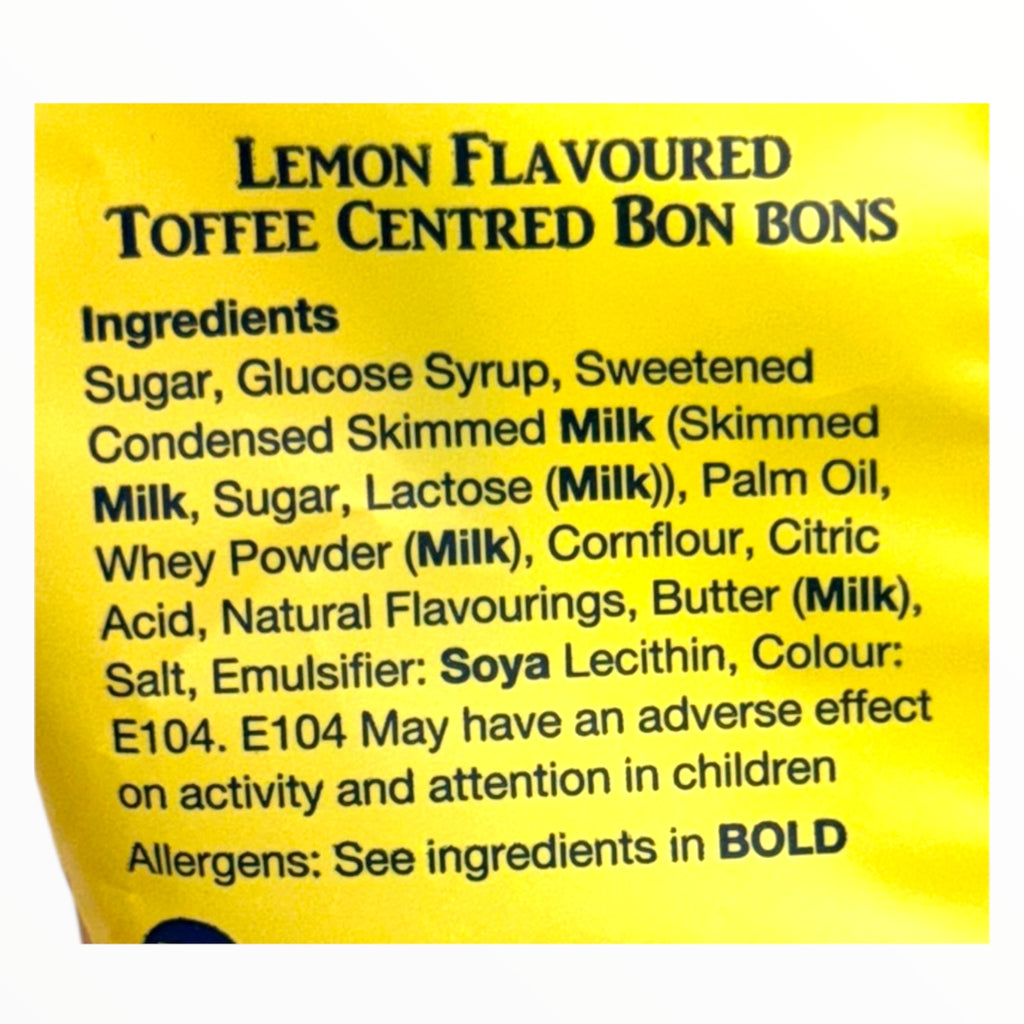 LEMON FLAVOURED
TOFFEE CENTRED BON BONS
Ingredients
Sugar, Glucose Syrup, Sweetened
Condensed Skimmed Milk (Skimmed
Milk, Sugar, Lactose (Milk)), Palm Oil,
Whey Powder (Milk), Cornflour, Citric
Acid, Natural Flavourings, Butter (Milk),
Salt, Emulsifier: Soya Lecithin, Colour:
E104. E104 May have an adverse effect
on activity and attention in children
Allergens: See ingredients in BOLD